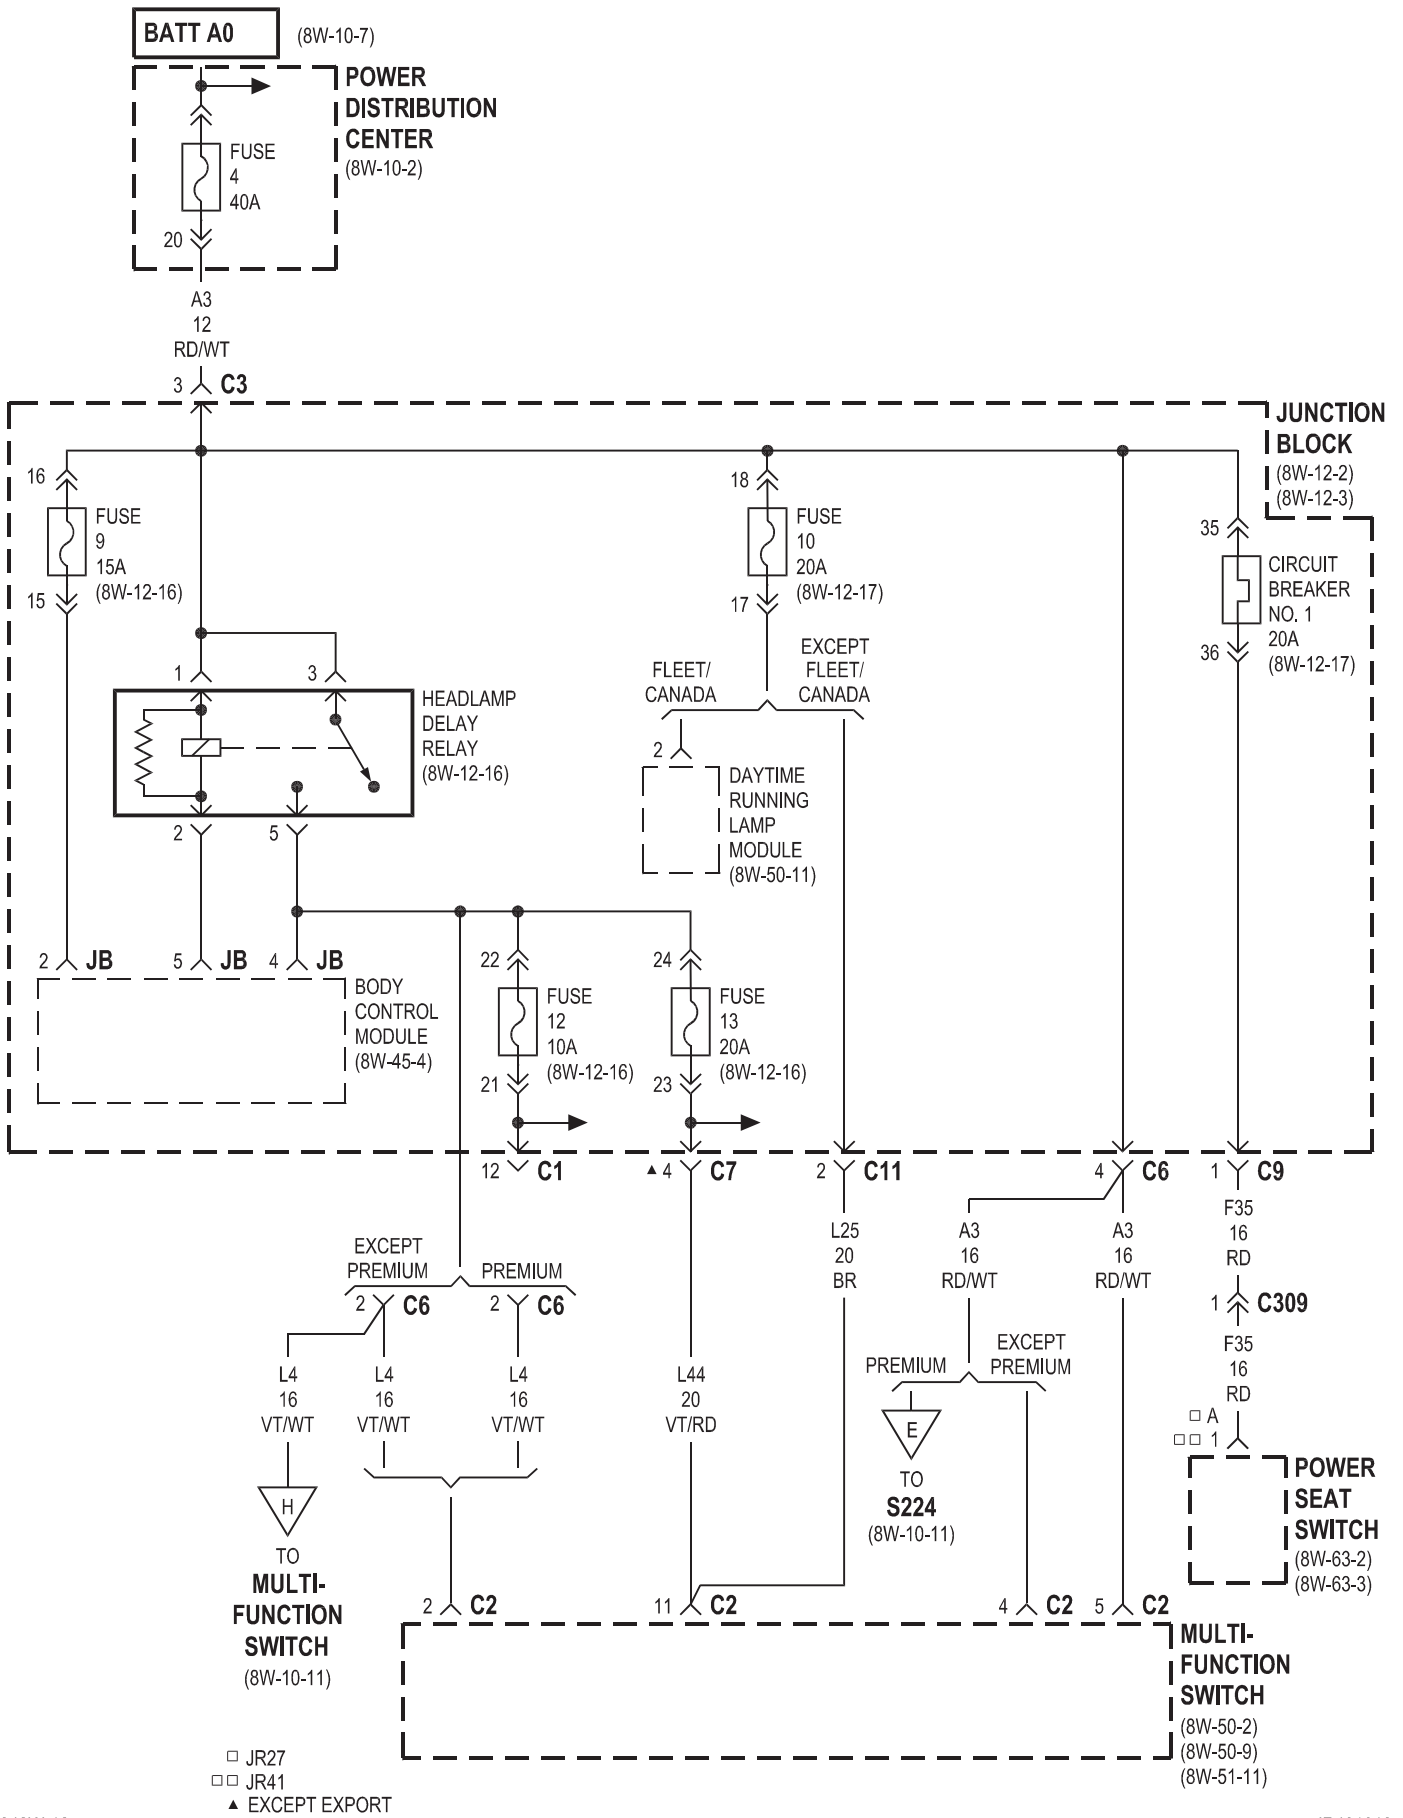 BATT A0 (8W-10-7)
POWER
DISTRIBUTION
CENTER
(8W-10-2)
FUSE
4
40A
20
A3
12
RD/WT
3 C3
JUNCTION
BLOCK
(8W-12-2)
(8W-12-3)
16
FUSE
9
15A
(8W-12-16)
15
18
FUSE
10
20A
(8W-12-17)
17
35
CIRCUIT
BREAKER
NO. 1
20A
(8W-12-17)
36
FLEET/
CANADA
EXCEPT
FLEET/
CANADA
1 3
HEADLAMP
DELAY
RELAY
(8W-12-16)
2 5
2
DAYTIME
RUNNING
LAMP
MODULE
(8W-50-11)
2 JB 5 JB 4 JB
BODY
CONTROL
MODULE
(8W-45-4)
22
FUSE
12
10A
(8W-12-16)
21
24
FUSE
13
20A
(8W-12-16)
23
12 C1 ▲ 4 C7 2 C11 4 C6 1 C9
EXCEPT
PREMIUM
PREMIUM
2 C6 2 C6
L4
16
VT/WT
L4
16
VT/WT
L4
16
VT/WT
L44
20
VT/RD
L25
20
BR
A3
16
RD/WT
A3
16
RD/WT
F35
16
RD
1 C309
F35
16
RD
□ A
□□ 1
PREMIUM
EXCEPT
PREMIUM
E
TO
S224
(8W-10-11)
POWER
SEAT
SWITCH
(8W-63-2)
(8W-63-3)
H
TO
MULTI-
FUNCTION
SWITCH
(8W-10-11)
2 C2 11 C2 4 C2 5 C2
MULTI-
FUNCTION
SWITCH
(8W-50-2)
(8W-50-9)
(8W-51-11)
□ JR27
□□ JR41
▲ EXCEPT EXPORT